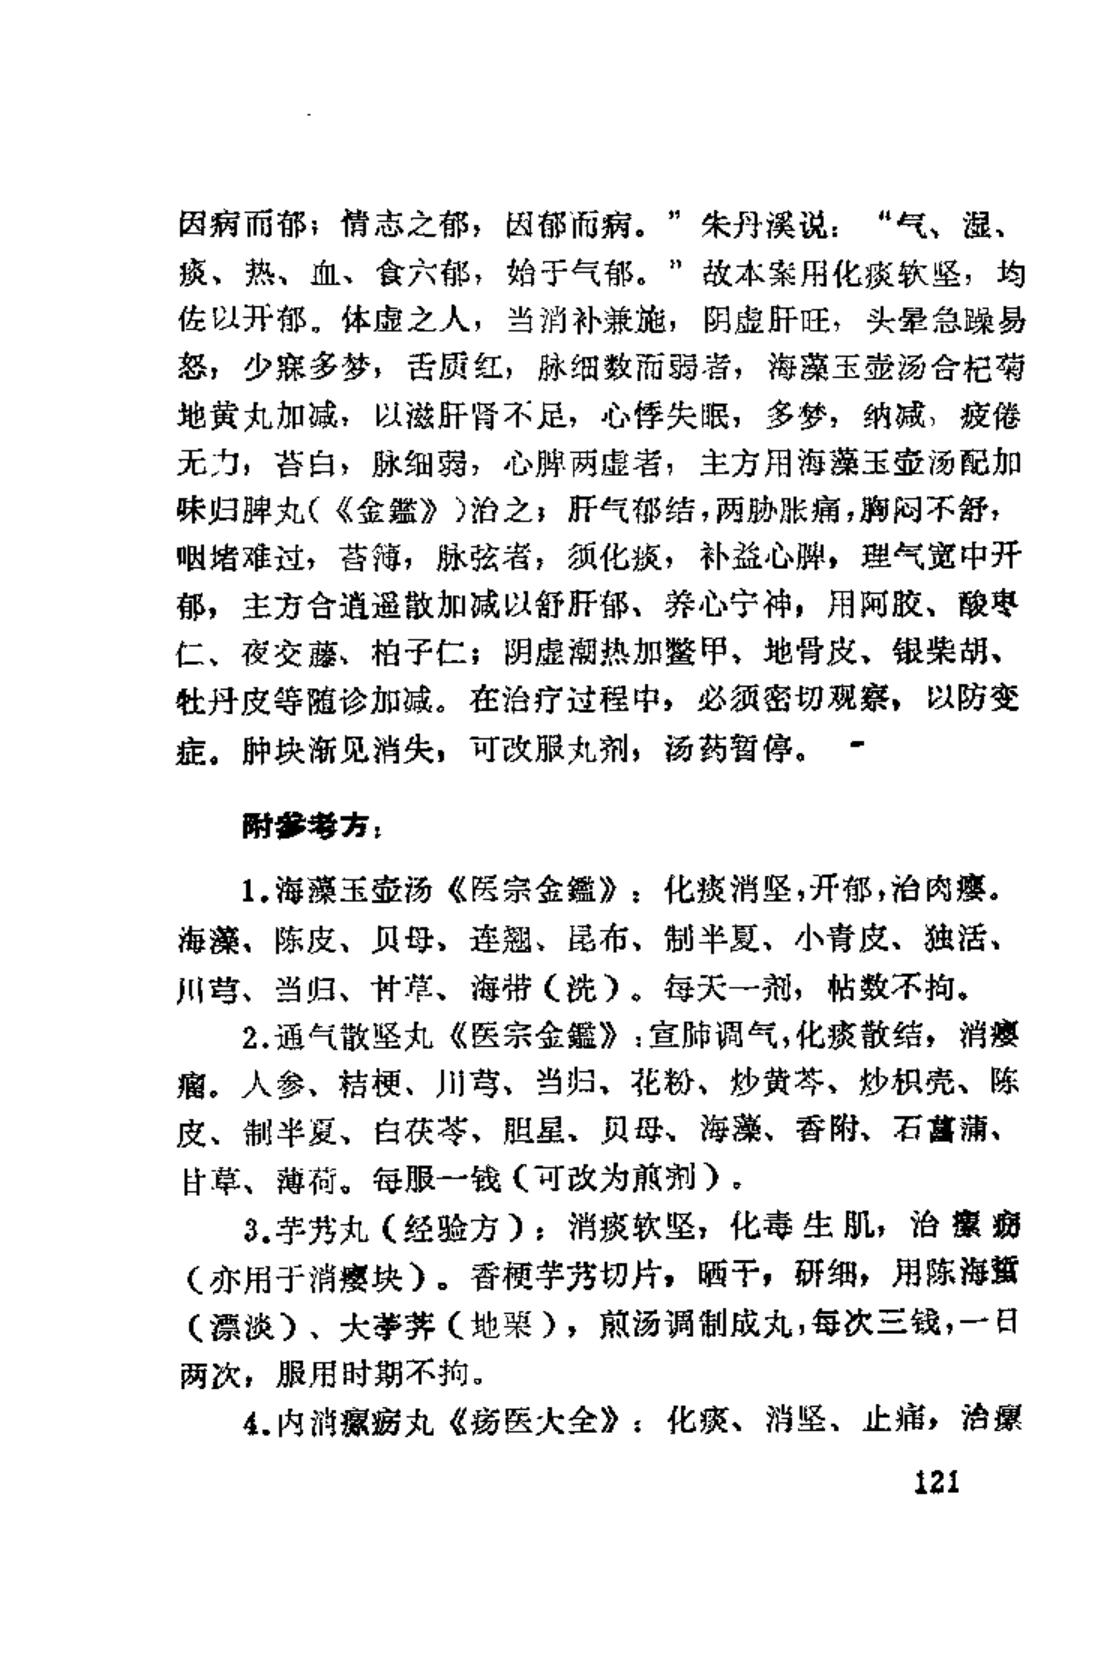 因病而郁；情志之郁，因郁而病。”朱丹溪说：“气、湿、
痰、热、血、食六郁，始于气郁。”故本案用化痰软坚，均
佐以开郁。体虚之人，当消补兼施，阴虚肝旺，头晕急躁易
怒，少寐多梦，舌质红，脉细数而弱者，海藻玉壶汤合杞菊
地黄丸加减，以滋肝肾不足，心悸失眠，多梦，纳减，疲倦
无力，苔白，脉细弱，心脾两虚者，主方用海藻玉壶汤配加
味归脾丸(《金鑑》)治之；肝气郁结，两胁胀痛，胸闷不舒，
咽堵难过，苔簿，脉弦者，须化痰，补益心脾，理气宽中开
郁，主方合逍遥散加减以舒肝郁、养心宁神，用阿胶、酸枣
仁、夜交藤、柏子仁；阴虚潮热加鳖甲、地骨皮、银柴胡、
牡丹皮等随诊加减。在治疗过程中，必须密切观察，以防变
症。肿块渐见消失，可改服丸剂，汤药暂停。
附参考方：
1.海藻玉壶汤《医宗金鑑》：化痰消坚，开郁，治肉瘿。
海藻、陈皮、贝母、连翘、昆布、制半夏、小青皮、独活、
川芎、当归、甘草、海带（洗）。每天一剂，帖数不拘。
2.通气散坚丸《医宗金鑑》：宣肺调气，化痰散结，消瘿
瘤。人参、桔梗、川芎、当归、花粉、炒黄芩、炒枳壳、陈
皮、制半夏、白茯苓、胆星、贝母、海藻、香附、石菖蒲、
甘草、薄荷。每服一钱（可改为煎剂）。
3.芋艿丸（经验方）：消痰软坚，化毒生肌，治瘰疬
（亦用于消瘿块）。香梗芋艿切片，晒干，研细，用陈海蜇
（漂淡）、大荸荠（地栗），煎汤调制成丸，每次三钱，一日
两次，服用时期不拘。
4.内消瘰疬丸《疡医大全》：化痰、消坚、止痛，治瘰
121